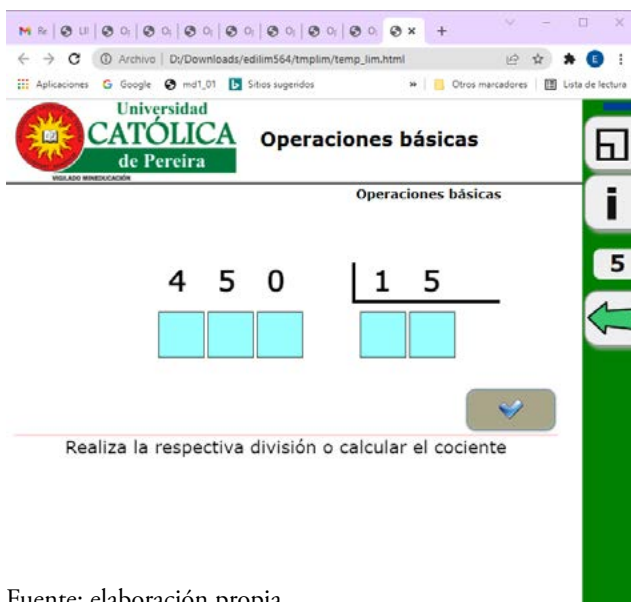 Archivo | D:/Downloads/edilim564/tmplim/temp_lim.html
E
Aplicaciones Google md1_01 Sitios sugeridos » Otros marcadores Lista de lectura
Universidad
CATÓLICA
de Pereira
VIGILADO MINEDUCACIÓN
Operaciones básicas
Operaciones básicas
i
5
4 5 0 1 5
Realiza la respectiva división o calcular el cociente
Fuente: elaboración propia